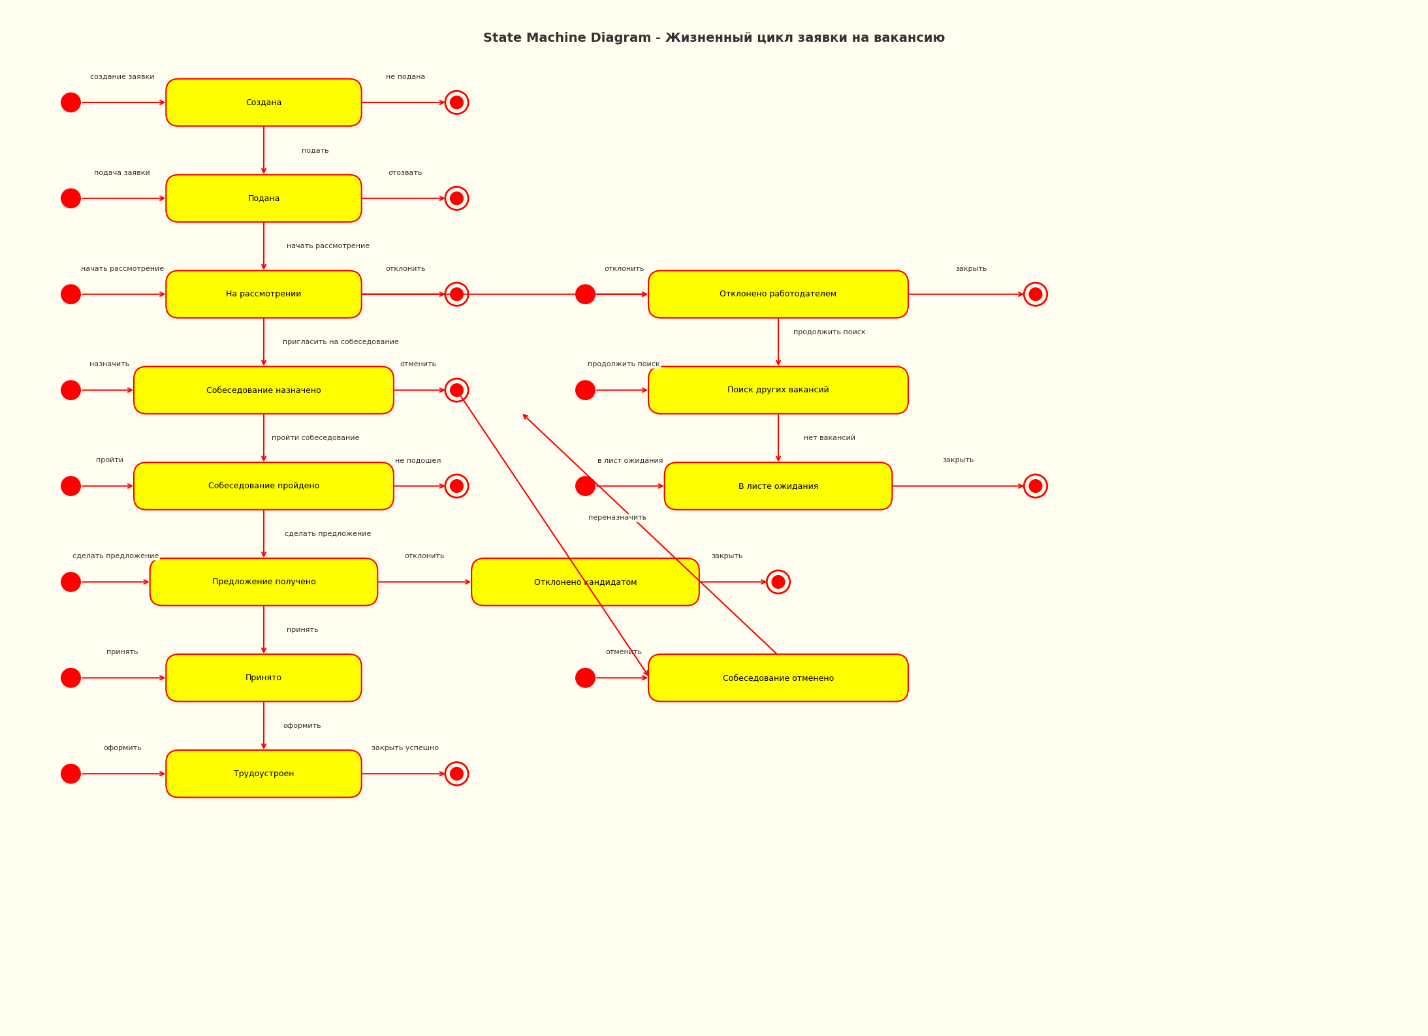 State Machine Diagram - Жизненный цикл заявки на вакансию
создание заявки
не подана
Создана
подать
подача заявки
отозвать
Подана
начать рассмотрение
начать рассмотрение
отклонить
отклонить
закрыть
На рассмотрении
Отклонено работодателем
продолжить поиск
пригласить на собеседование
назначить
отменить
продолжить поиск
Собеседование назначено
Поиск других вакансий
пройти собеседование
нет вакансий
пройти
не подошел
в лист ожидания
закрыть
Собеседование пройдено
В листе ожидания
переназначить
сделать предложение
сделать предложение
отклонить
закрыть
Предложение получено
Отклонено кандидатом
принять
принять
отменить
Принято
Собеседование отменено
оформить
оформить
закрыть успешно
Трудоустроен